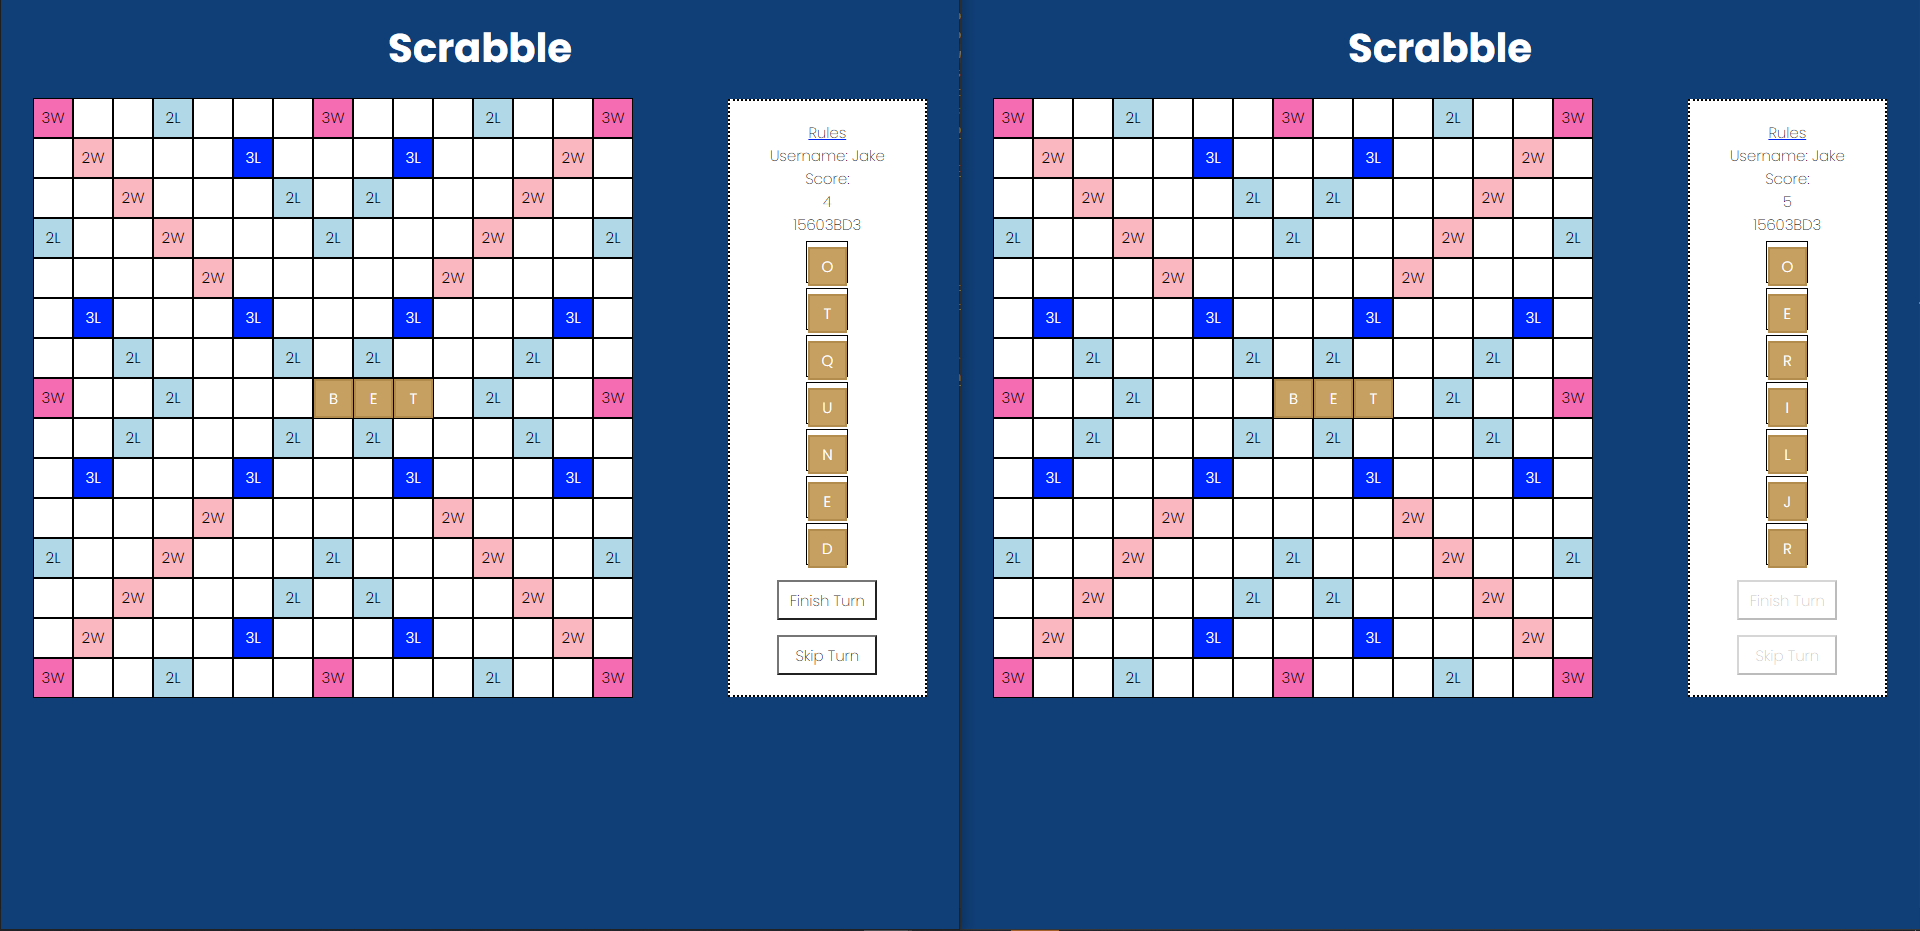 Scrabble
3W 2L 3W 2L 3W
2W 3L 3L 2W
2W 2L 2L 2W
2L 2W 2L 2W 2L
2W 2W
3L 3L 3L 3L
2L 2L 2L 2L
3W 2L B E T 2L 3W
2L 2L 2L 2L
3L 3L 3L 3L
2W 2W
2L 2W 2L 2W 2L
2W 2L 2L 2W
2W 3L 3L 2W
3W 2L 3W 2L 3W
Rules
Username: Jake
Score:
4
15603BD3
O
T
Q
U
N
E
D
Finish Turn
Skip Turn
Scrabble
3W 2L 3W 2L 3W
2W 3L 3L 2W
2W 2L 2L 2W
2L 2W 2L 2W 2L
2W 2W
3L 3L 3L 3L
2L 2L 2L 2L
3W 2L B E T 2L 3W
2L 2L 2L 2L
3L 3L 3L 3L
2W 2W
2L 2W 2L 2W 2L
2W 2L 2L 2W
2W 3L 3L 2W
3W 2L 3W 2L 3W
Rules
Username: Jake
Score:
5
15603BD3
O
E
R
I
L
J
R
Finish Turn
Skip Turn